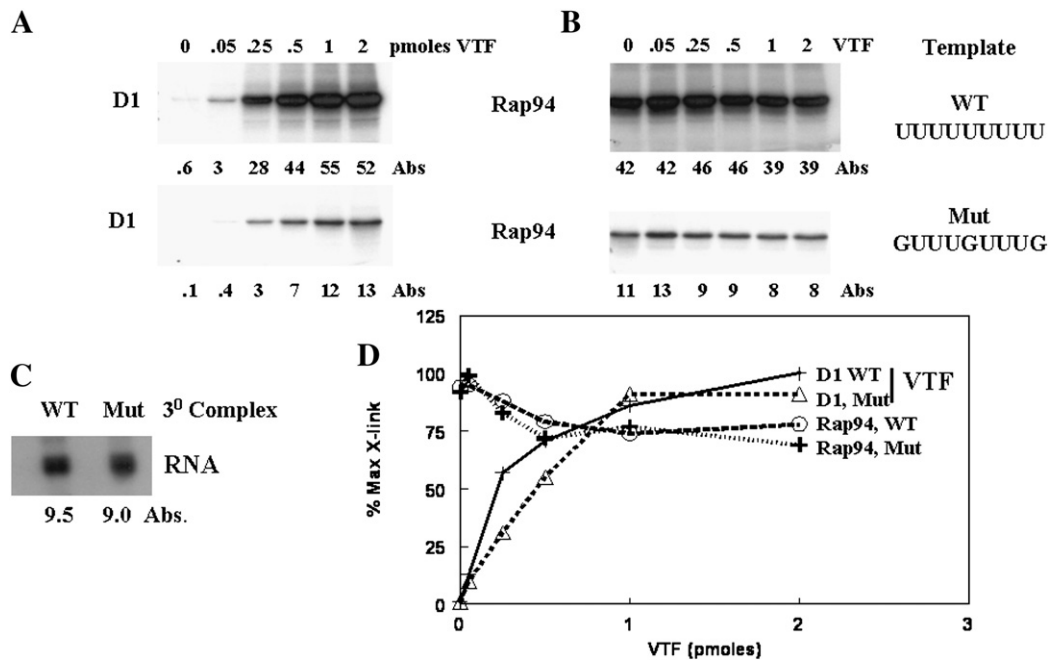 A
0 .05 .25 .5 1 2 pmoles VTF
D1
.6 3 28 44 55 52 Abs
D1
.1 .4 3 7 12 13 Abs
B
0 .05 .25 .5 1 2 VTF Template
Rap94
WT
UUUUUUUUU
42 42 46 46 39 39 Abs
Rap94
Mut
GUUUGUUUG
11 13 9 9 8 8 Abs
C
WT Mut 3⁰ Complex
RNA
9.5 9.0 Abs.
D
125
100
75
50
25
0
% Max X-link
D1 WT
D1, Mut
VTF
Rap94, WT
Rap94, Mut
0 1 2 3
VTF (pmoles)